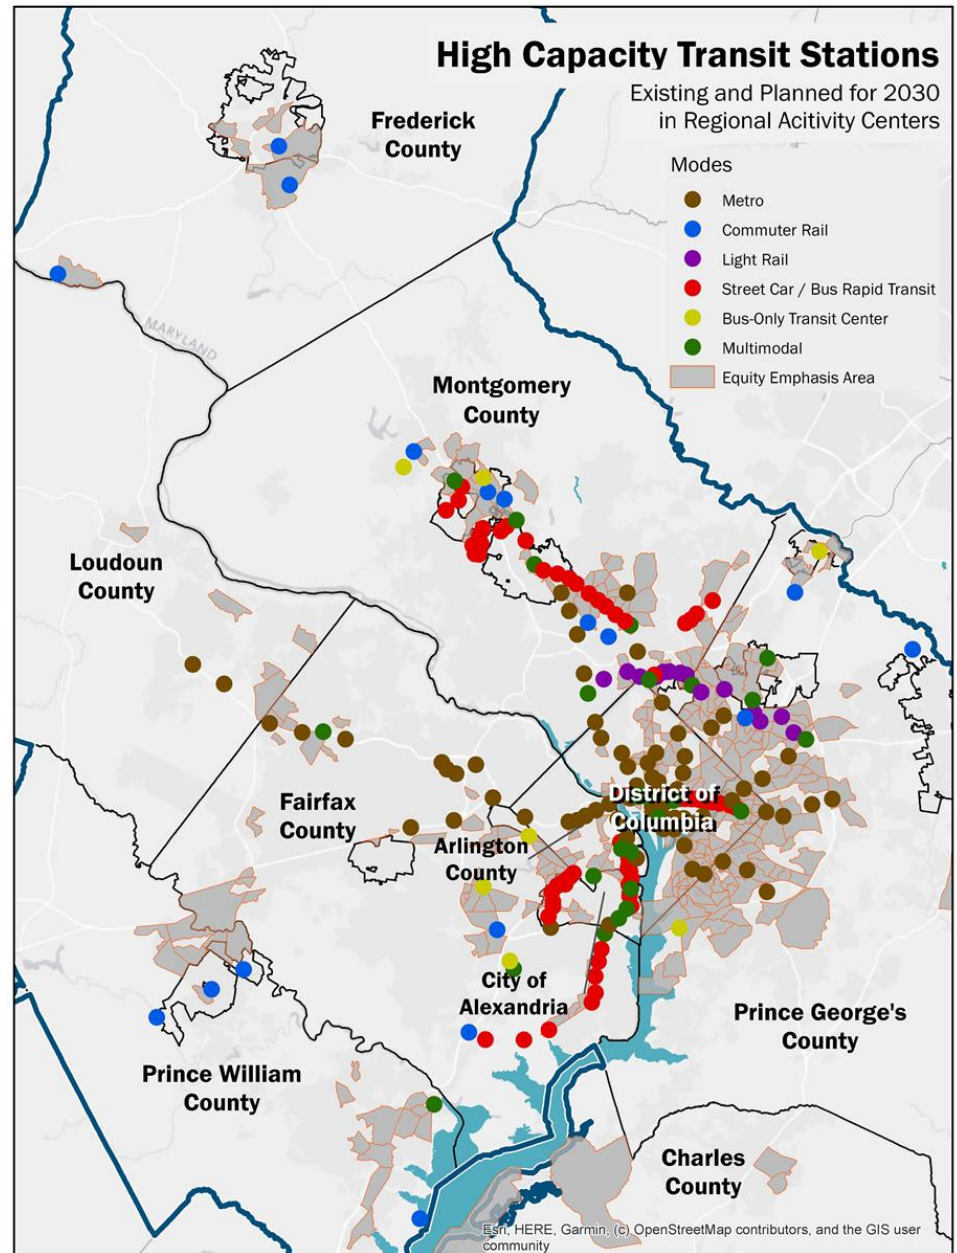 High Capacity Transit Stations
Existing and Planned for 2030
in Regional Acitivity Centers
Modes
Metro
Commuter Rail
Light Rail
Street Car / Bus Rapid Transit
Bus-Only Transit Center
Multimodal
Equity Emphasis Area
Frederick
County
MARYLAND
Montgomery
County
Loudoun
County
District of
Columbia
Fairfax
County
Arlington
County
City of
Alexandria
Prince George's
County
Prince William
County
Charles
County
Esri, HERE, Garmin, (c) OpenStreetMap contributors, and the GIS user
community